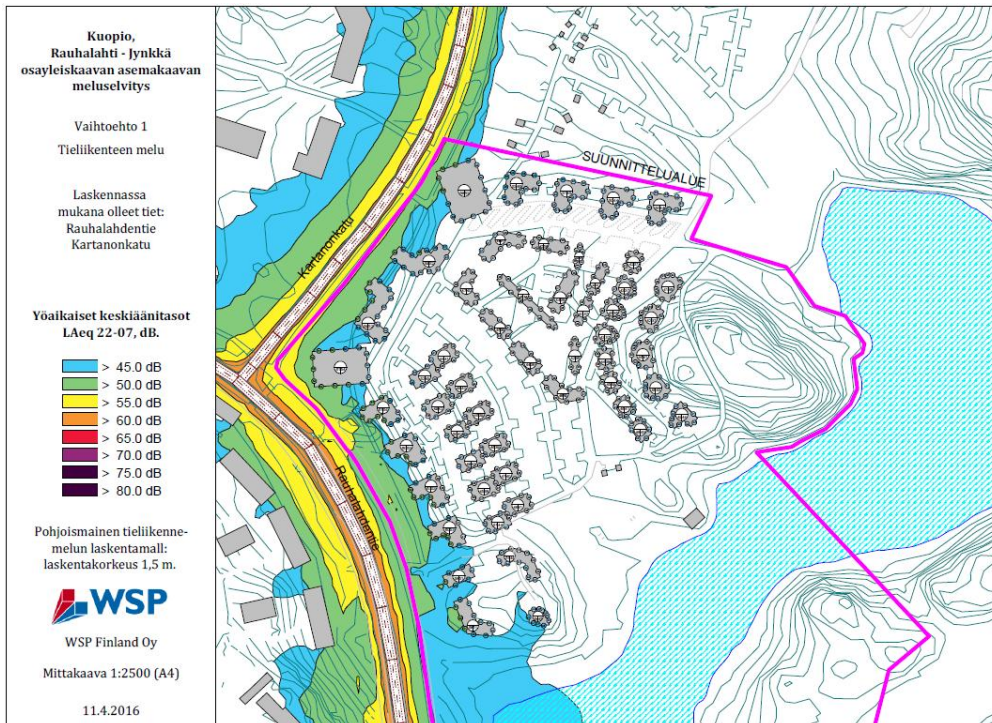 Kuopio,
Rauhalahti - Jynkkä
osayleiskaavan asemakaavan
meluselvitys
Vaihtoehto 1
Tieliikenteen melu
Laskennassa
mukana olleet tiet:
Rauhalahdentie
Kartanonkatu
Yöaikaiset keskiäänitasot
LAeq 22-07, dB.
> 45.0 dB
> 50.0 dB
> 55.0 dB
> 60.0 dB
> 65.0 dB
> 70.0 dB
> 75.0 dB
> 80.0 dB
Pohjoismainen tieliikenne-
melun laskentamall:
laskentakorkeus 1,5 m.
WSP
WSP Finland Oy
Mittakaava 1:2500 (A4)
11.4.2016
SUUNNITTELUALUE
Kartanonkatu
Rauhalahdentie